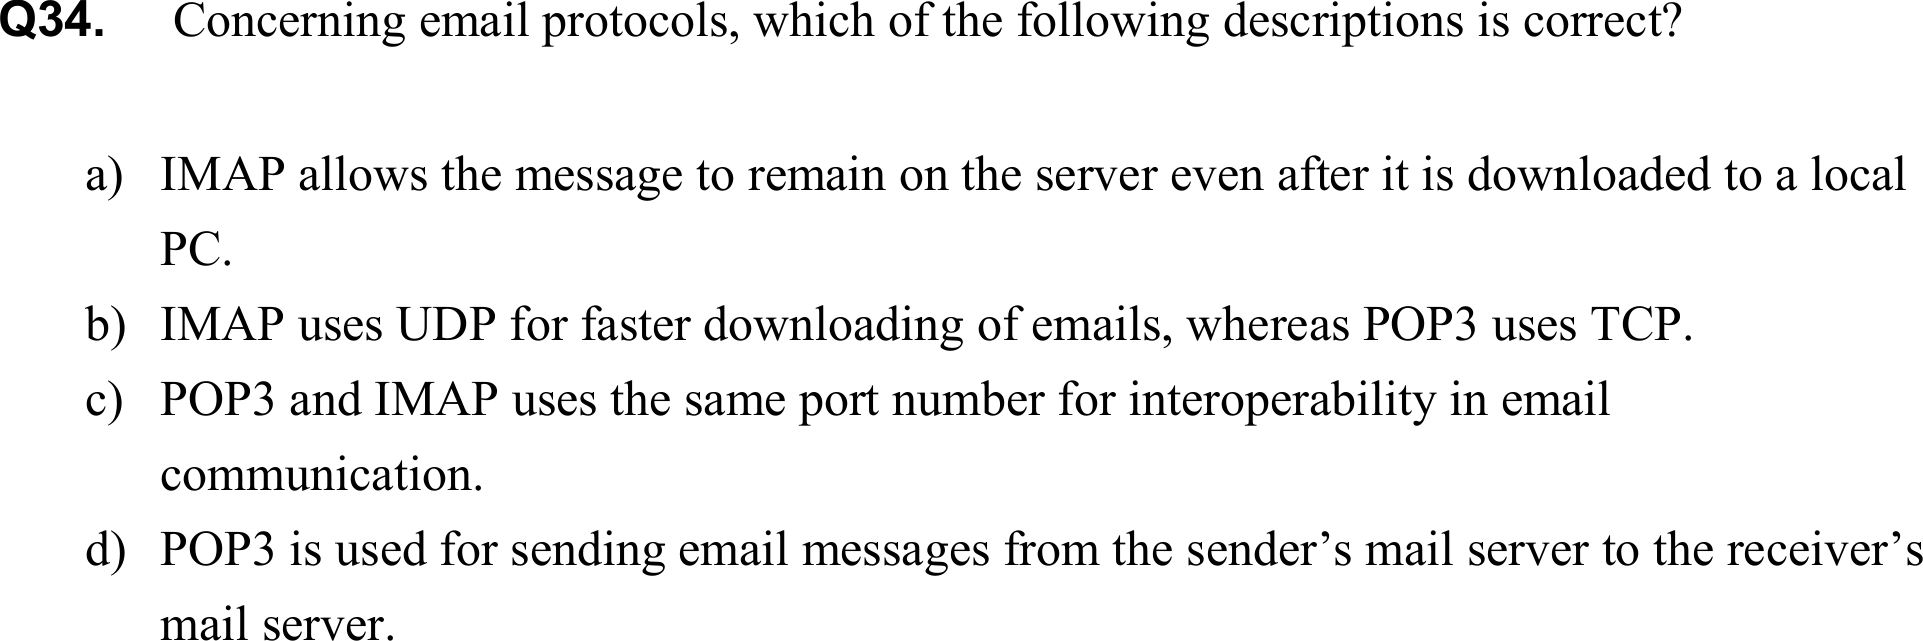 Q34. Concerning email protocols, which of the following descriptions is correct?
a) IMAP allows the message to remain on the server even after it is downloaded to a local
PC.
b) IMAP uses UDP for faster downloading of emails, whereas POP3 uses TCP.
c) POP3 and IMAP uses the same port number for interoperability in email
communication.
d) POP3 is used for sending email messages from the sender’s mail server to the receiver’s
mail server.